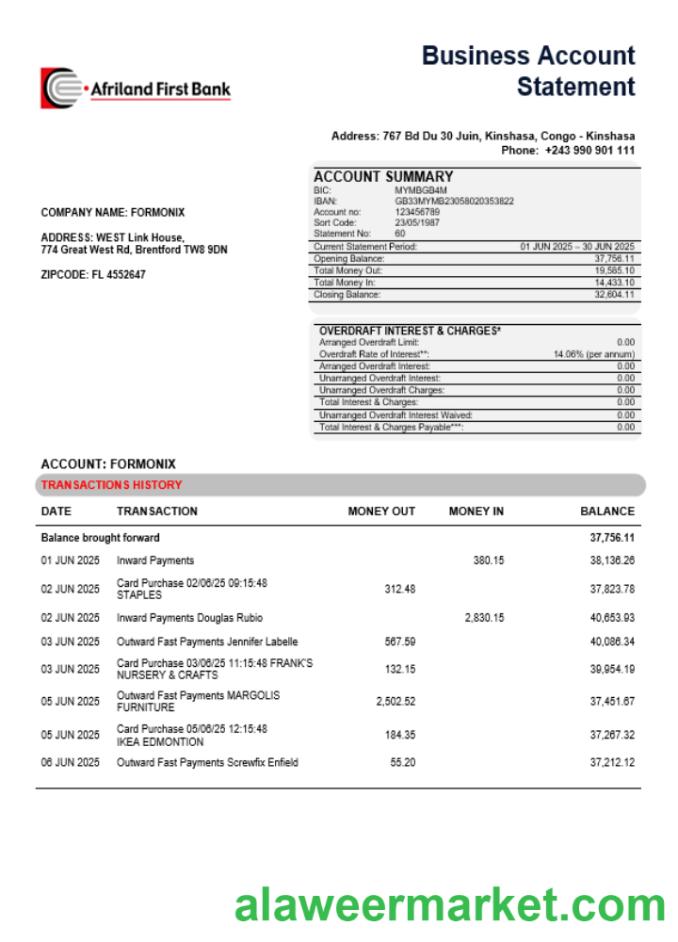 Business Account
Statement
Afriland First Bank
Address: 767 Bd Du 30 Juin, Kinshasa, Congo - Kinshasa
Phone: +243 990 901 111
ACCOUNT SUMMARY
BIC: MYMBGB4M
IBAN: GB33MYMB23058020353822
Account no: 123456789
Sort Code: 23/05/1987
Statement No: 60
Current Statement Period: 01 JUN 2025 – 30 JUN 2025
Opening Balance: 37,756.11
Total Money Out: 19,585.10
Total Money In: 14,433.10
Closing Balance: 32,604.11
COMPANY NAME: FORMONIX
ADDRESS: WEST Link House,
774 Great West Rd, Brentford TW8 9DN
ZIPCODE: FL 4552647
OVERDRAFT INTEREST & CHARGES*
Arranged Overdraft Limit: 0.00
Overdraft Rate of Interest**: 14.06% (per annum)
Arranged Overdraft Interest: 0.00
Unarranged Overdraft Interest: 0.00
Unarranged Overdraft Charges: 0.00
Total Interest & Charges: 0.00
Unarranged Overdraft Interest Waived: 0.00
Total Interest & Charges Payable***: 0.00
ACCOUNT: FORMONIX
TRANSACTIONS HISTORY
DATE TRANSACTION MONEY OUT MONEY IN BALANCE
Balance brought forward 37,756.11
01 JUN 2025 Inward Payments 380.15 38,136.26
02 JUN 2025 Card Purchase 02/06/25 09:15:48 312.48 37,823.78
STAPLES
02 JUN 2025 Inward Payments Douglas Rubio 2,830.15 40,653.93
03 JUN 2025 Outward Fast Payments Jennifer Labelle 567.59 40,086.34
03 JUN 2025 Card Purchase 03/06/25 11:15:48 FRANK'S 132.15 39,954.19
NURSERY & CRAFTS
05 JUN 2025 Outward Fast Payments MARGOLIS 2,502.52 37,451.67
FURNITURE
05 JUN 2025 Card Purchase 05/06/25 12:15:48 184.35 37,267.32
IKEA EDMONTION
06 JUN 2025 Outward Fast Payments Screwfix Enfield 55.20 37,212.12
alaweermarket.com